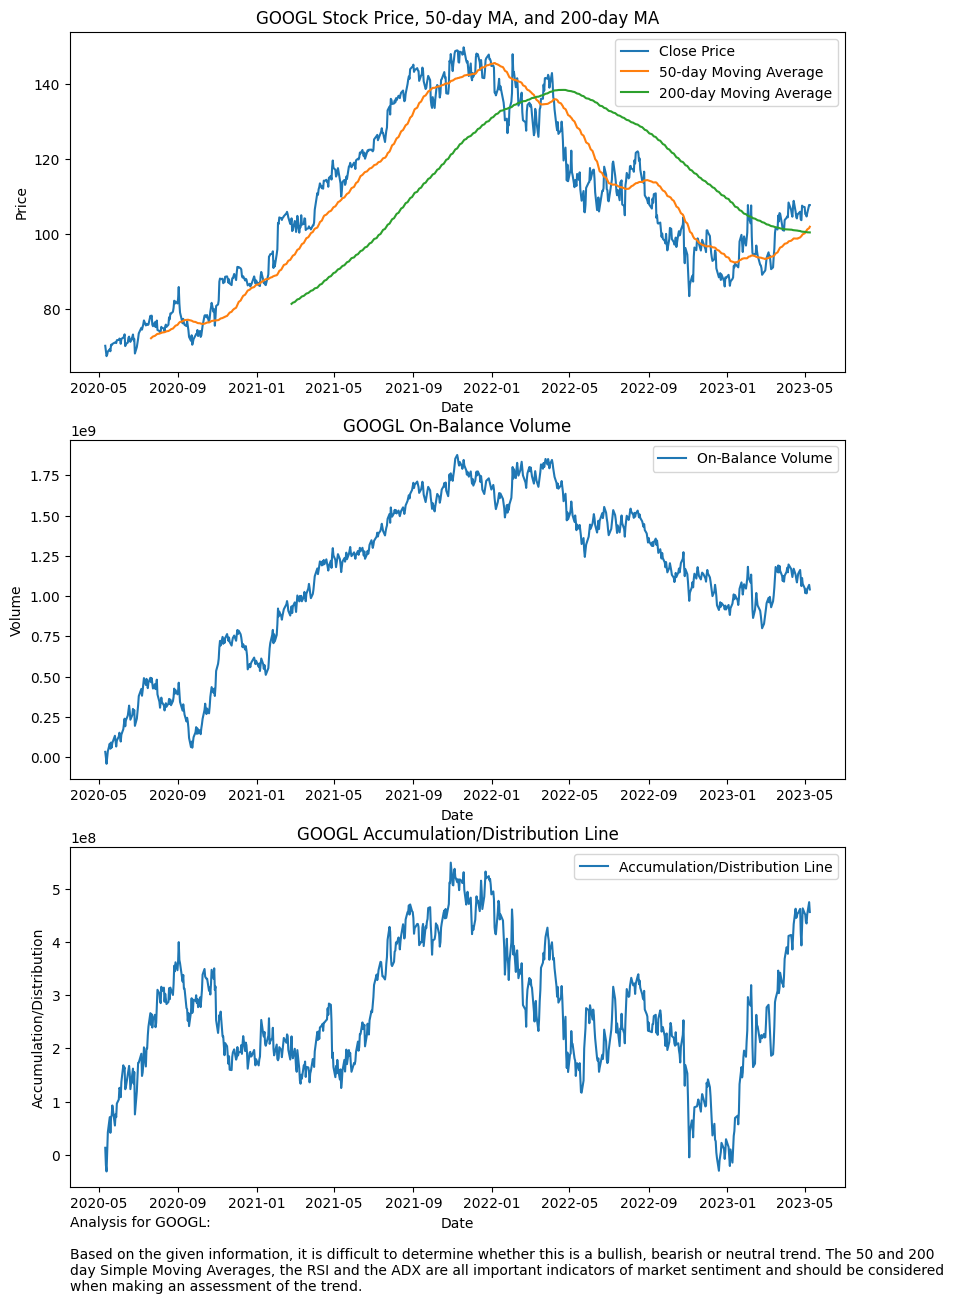 GOOGL Stock Price, 50-day MA, and 200-day MA
Close Price
50-day Moving Average
200-day Moving Average
Price
140
120
100
80
2020-05 2020-09 2021-01 2021-05 2021-09 2022-01 2022-05 2022-09 2023-01 2023-05
Date
GOOGL On-Balance Volume
1e9
On-Balance Volume
Volume
1.75
1.50
1.25
1.00
0.75
0.50
0.25
0.00
2020-05 2020-09 2021-01 2021-05 2021-09 2022-01 2022-05 2022-09 2023-01 2023-05
Date
GOOGL Accumulation/Distribution Line
1e8
Accumulation/Distribution Line
Accumulation/Distribution
5
4
3
2
1
0
2020-05 2020-09 2021-01 2021-05 2021-09 2022-01 2022-05 2022-09 2023-01 2023-05
Date
Analysis for GOOGL:
Based on the given information, it is difficult to determine whether this is a bullish, bearish or neutral trend. The 50 and 200
day Simple Moving Averages, the RSI and the ADX are all important indicators of market sentiment and should be considered
when making an assessment of the trend.